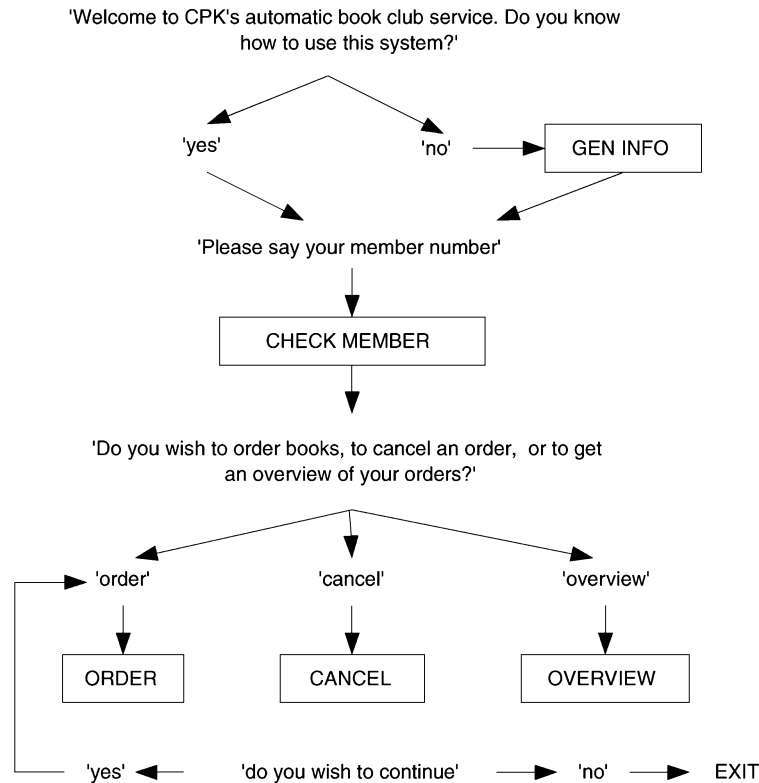 'Welcome to CPK's automatic book club service. Do you know
how to use this system?'
'yes'
'no'
GEN INFO
'Please say your member number'
CHECK MEMBER
'Do you wish to order books, to cancel an order, or to get
an overview of your orders?'
'order'
'cancel'
'overview'
ORDER
CANCEL
OVERVIEW
'yes'
'do you wish to continue'
'no'
EXIT